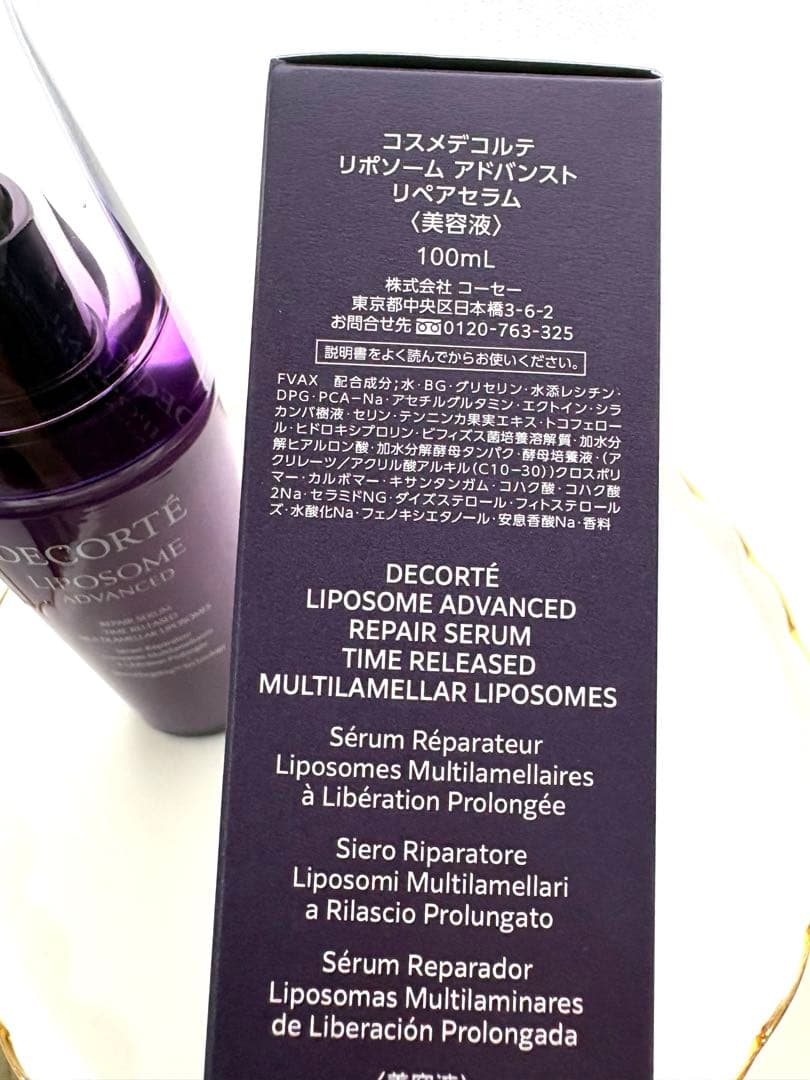 コスメデコルテ
リポソーム アドバンスト
リペアセラム
〈美容液〉
100mL
株式会社 コーセー
東京都中央区日本橋3-6-2
お問合せ先 0120-763-325
説明書をよく読んでからお使いください。
FVAX 配合成分;水・BG・グリセリン・水添レシチン・
DPG・PCA-Na・アセチルグルタミン・エクトイン・シラ
カンバ樹液・セリン・テンニンカ果実エキス・トコフェロー
ル・ヒドロキシプロリン・ビフィズス菌培養溶解質・加水分
解ヒアルロン酸・加水分解酵母タンパク・酵母培養液・(ア
クリレーツ/アクリル酸アルキル(C10-30))クロスポリ
マー・カルボマー・キサンタンガム・コハク酸・コハク酸
2Na・セラミドNG・ダイズステロール・フィトステロール
ズ・水酸化Na・フェノキシエタノール・安息香酸Na・香料
DECORTÉ
LIPOSOME ADVANCED
REPAIR SERUM
TIME RELEASED
MULTILAMELLAR LIPOSOMES
Sérum Réparateur
Liposomes Multilamellaires
à Libération Prolongée
Siero Riparatore
Liposomi Multilamellari
a Rilascio Prolungato
Sérum Reparador
Liposomas Multilaminares
de Liberación Prolongada
〈美容液〉
DECORTÉ
LIPOSOME
ADVANCED
REPAIR SERUM
TIME RELEASED
MULTILAMELLAR LIPOSOMES
Sérum Réparateur
Liposomes Multilamellaires
à Libération Prolongée